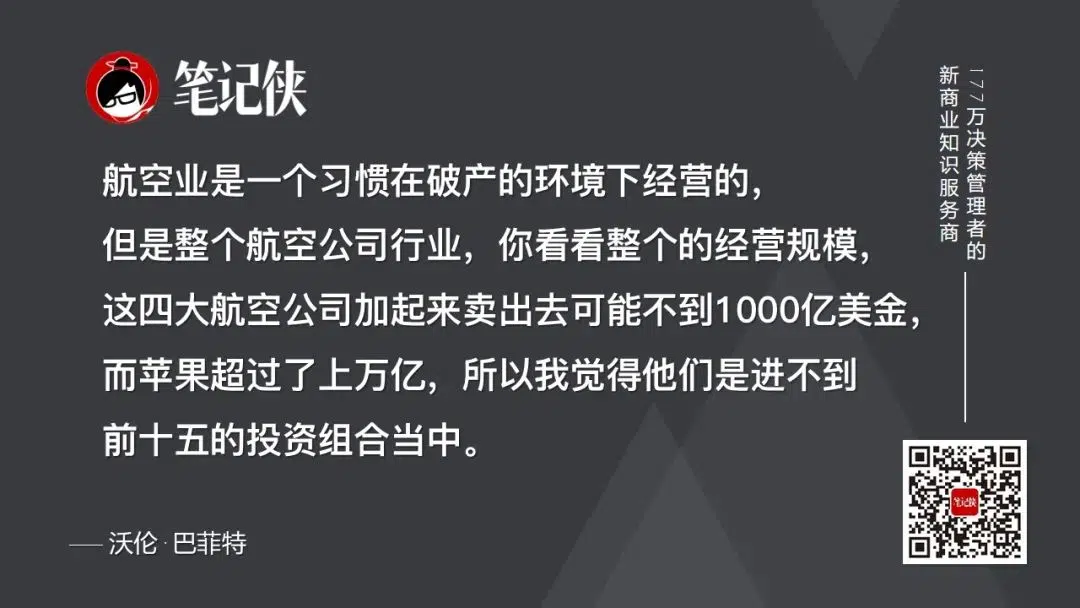 笔记侠
航空业是一个习惯在破产的环境下经营的，
但是整个航空公司行业，你看看整个的经营规模，
这四大航空公司加起来卖出去可能不到1000亿美金，
而苹果超过了上万亿，所以我觉得他们是进不到
前十五的投资组合当中。
—— 沃伦·巴菲特
177万决策管理者的
新商业知识服务商
笔记侠